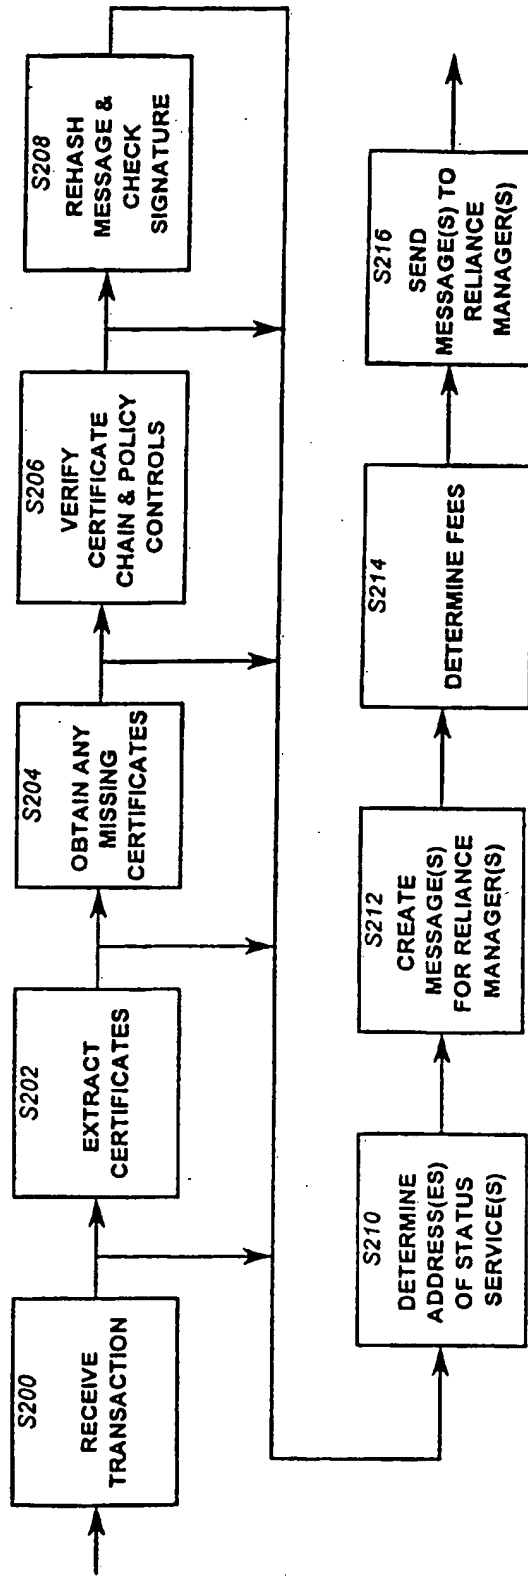 S200
RECEIVE
TRANSACTION
S202
EXTRACT
CERTIFICATES
S204
OBTAIN ANY
MISSING
CERTIFICATES
S206
VERIFY
CERTIFICATE
CHAIN & POLICY
CONTROLS
S208
REHASH
MESSAGE &
CHECK
SIGNATURE
S210
DETERMINE
ADDRESS(ES)
OF STATUS
SERVICE(S)
S212
CREATE
MESSAGE(S)
FOR RELIANCE
MANAGER(S)
S214
DETERMINE FEES
S216
SEND
MESSAGE(S) TO
RELIANCE
MANAGER(S)